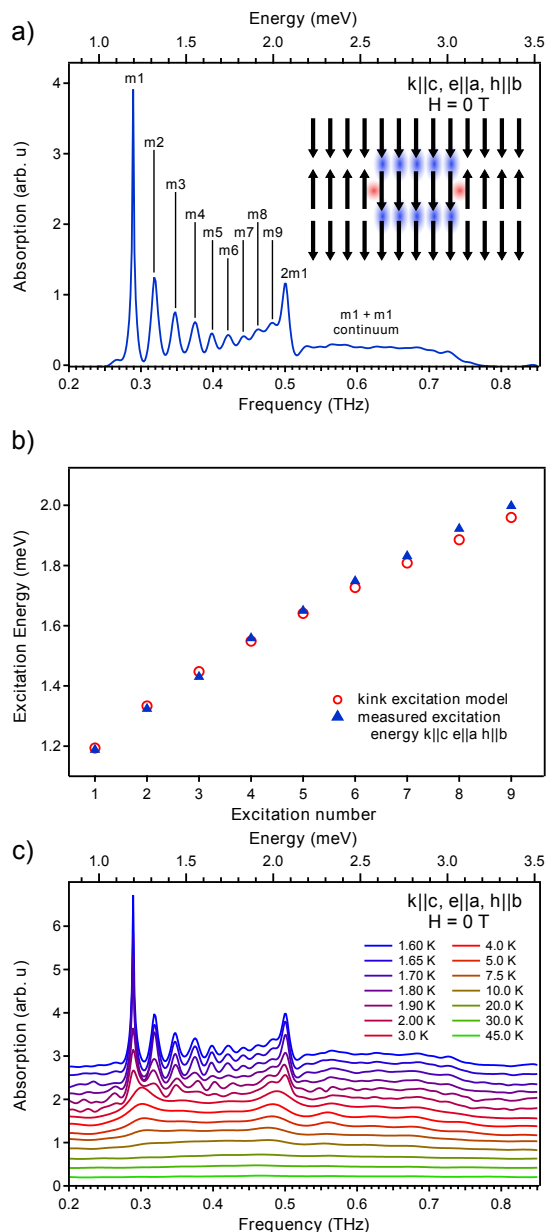 a)
Energy (meV)
1.0 1.5 2.0 2.5 3.0 3.5
k||c, e||a, h||b
H = 0 T
m1
m2
m3
m4
m5
m6
m7
m8
m9
2m1
m1 + m1
continuum
4
3
2
1
0
Absorption (arb. u)
0.2 0.3 0.4 0.5 0.6 0.7 0.8
Frequency (THz)
b)
2.0
1.8
1.6
1.4
1.2
Excitation Energy (meV)
kink excitation model
measured excitation
energy k||c e||a h||b
1 2 3 4 5 6 7 8 9
Excitation number
c)
Energy (meV)
1.0 1.5 2.0 2.5 3.0 3.5
k||c, e||a, h||b
H = 0 T
1.60 K 4.0 K
1.65 K 5.0 K
1.70 K 7.5 K
1.80 K 10.0 K
1.90 K 20.0 K
2.00 K 30.0 K
3.0 K 45.0 K
6
5
4
3
2
1
0
Absorption (arb. u)
0.2 0.3 0.4 0.5 0.6 0.7 0.8
Frequency (THz)